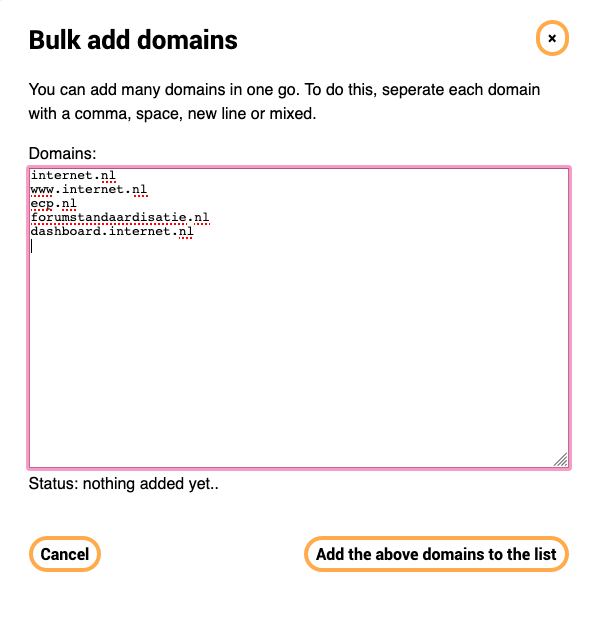 Bulk add domains
×
You can add many domains in one go. To do this, seperate each domain
with a comma, space, new line or mixed.
Domains:
internet.nl
www.internet.nl
ecp.nl
forumstandaardisatie.nl
dashboard.internet.nl
Status: nothing added yet..
Cancel
Add the above domains to the list